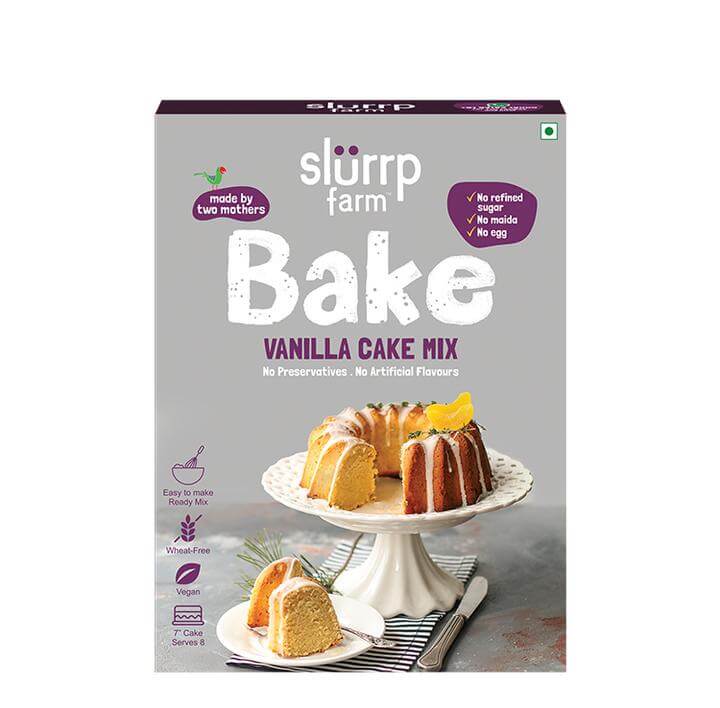 slürrp
farm
slürrp
farm™
made by
two mothers
✓ No refined
sugar
✓ No maida
✓ No egg
Bake
VANILLA CAKE MIX
No Preservatives . No Artificial Flavours
Easy to make
Ready Mix
Wheat-Free
Vegan
7" Cake
Serves 8